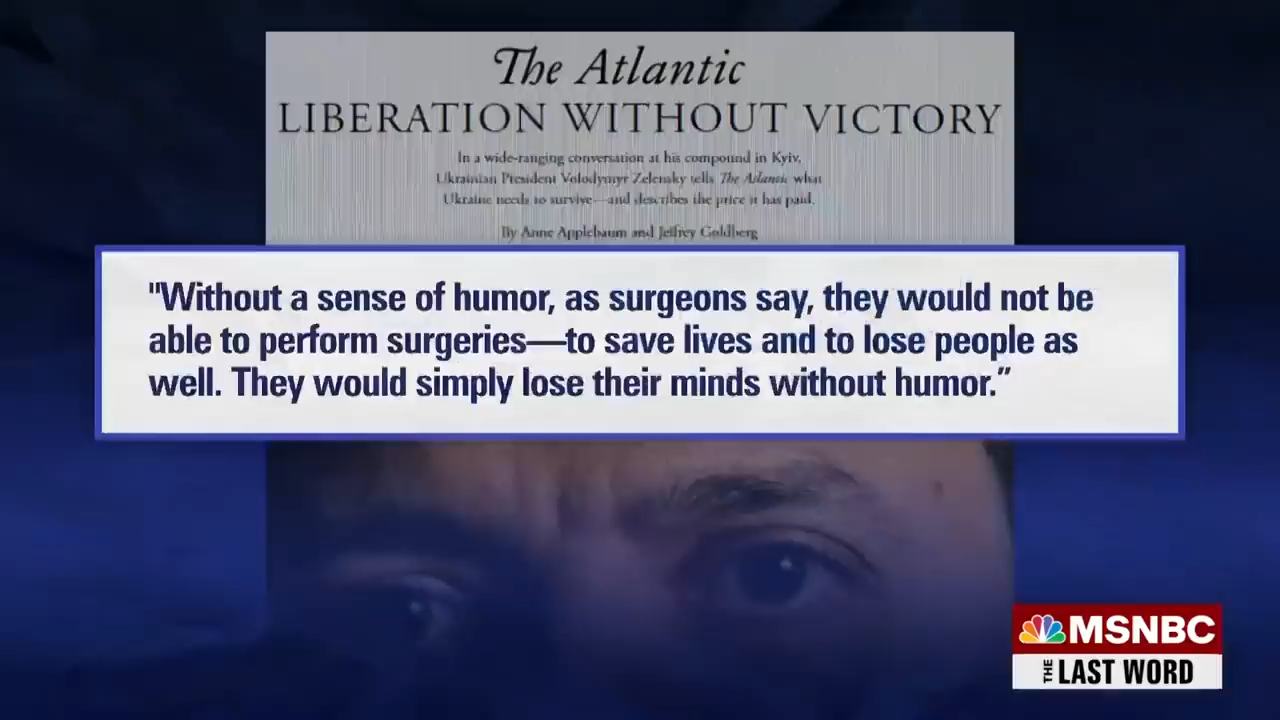 The Atlantic
LIBERATION WITHOUT VICTORY
In a wide-ranging conversation at his compound in Kyiv,
Ukrainian President Volodymyr Zelensky tells The Atlantic what
Ukraine needs to survive—and describes the price it has paid.
By Anne Applebaum and Jeffrey Goldberg
"Without a sense of humor, as surgeons say, they would not be
able to perform surgeries—to save lives and to lose people as
well. They would simply lose their minds without humor.”
MSNBC
THE LAST WORD